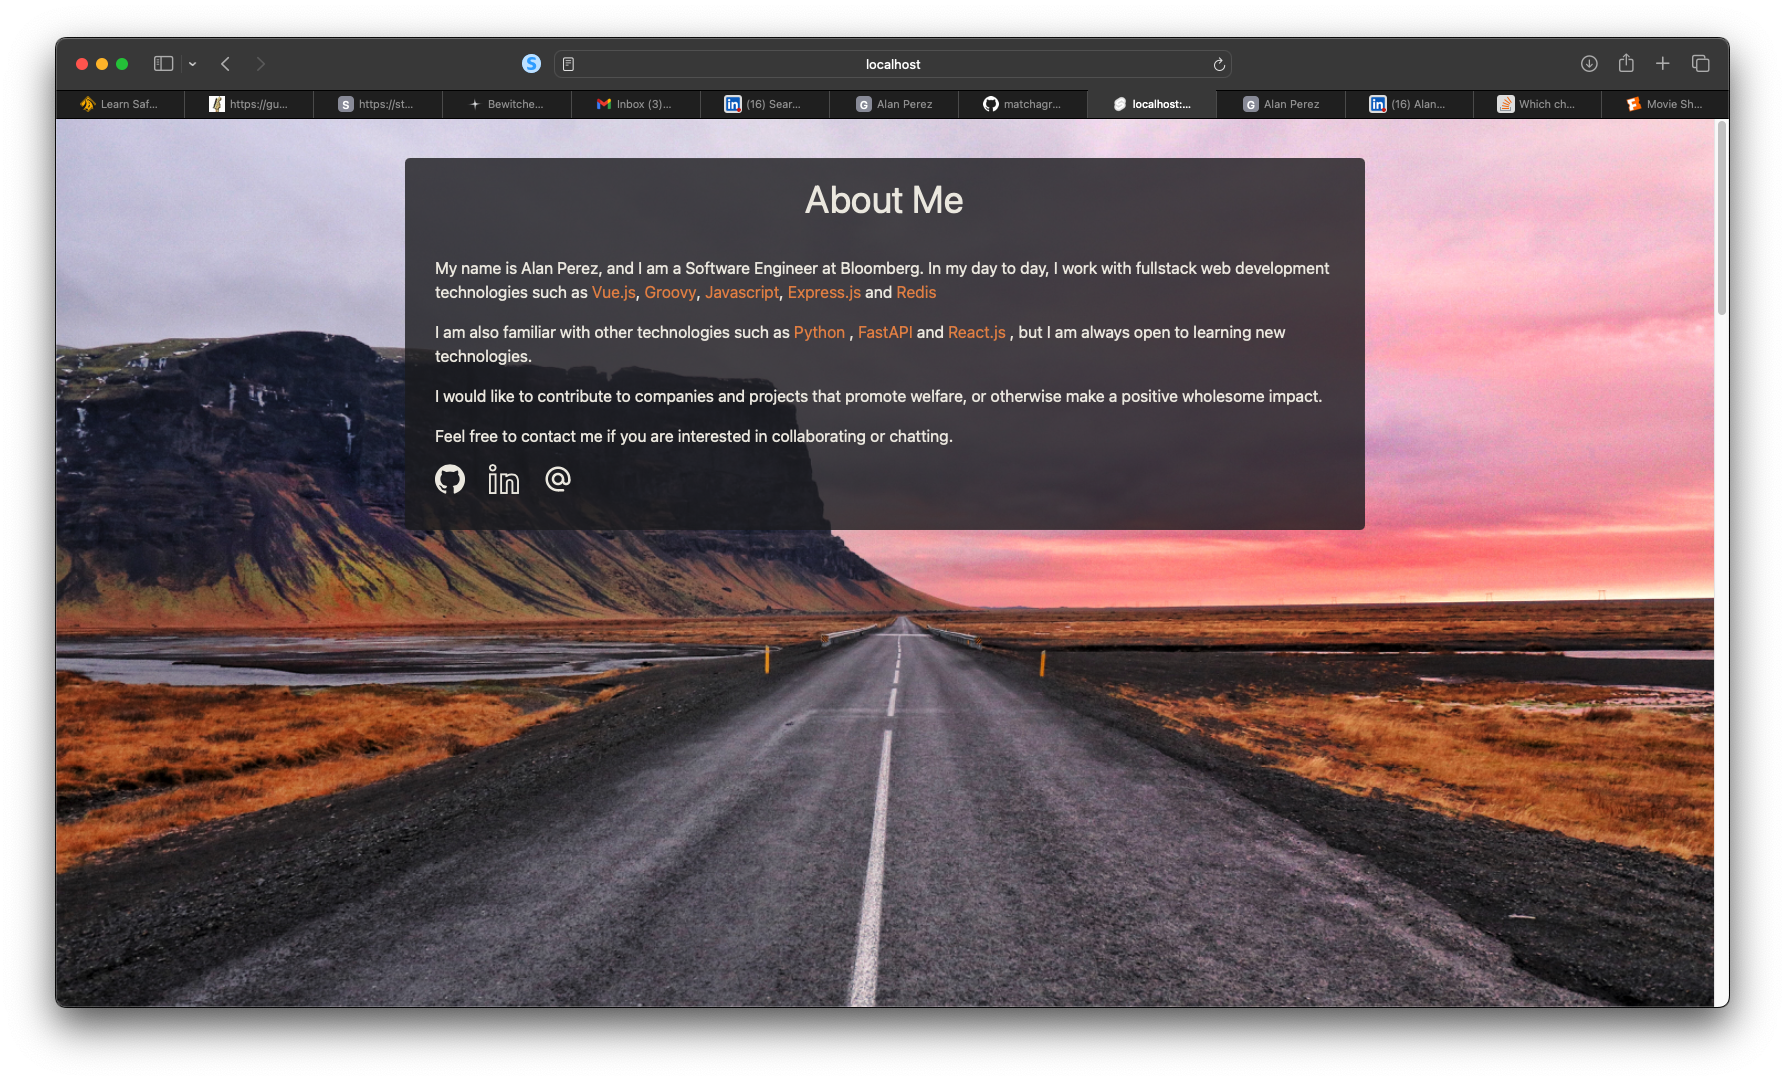 localhost
Learn Saf...
https://gu...
S
https://st...
Bewitche...
Inbox (3)...
in
(16) Sear...
G
Alan Perez
matchagr...
localhost:...
G
Alan Perez
in
(16) Alan...
Which ch...
Movie Sh...
About Me
My name is Alan Perez, and I am a Software Engineer at Bloomberg. In my day to day, I work with fullstack web development
technologies such as Vue.js, Groovy, Javascript, Express.js and Redis
I am also familiar with other technologies such as Python , FastAPI and React.js , but I am always open to learning new
technologies.
I would like to contribute to companies and projects that promote welfare, or otherwise make a positive wholesome impact.
Feel free to contact me if you are interested in collaborating or chatting.
in @